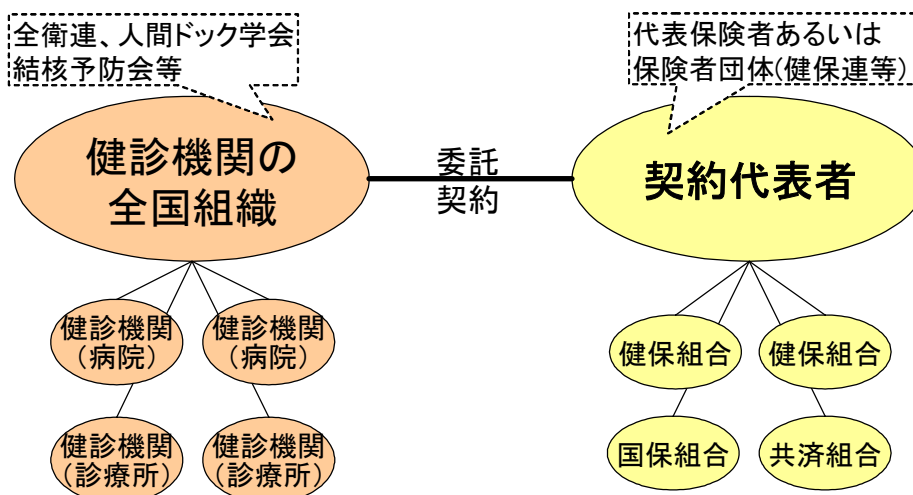 全衛連、人間ドック学会
結核予防会等
代表保険者あるいは
保険者団体(健保連等)
健診機関の
全国組織
委託
契約
契約代表者
健診機関
(病院)
健診機関
(病院)
健保組合
健保組合
健診機関
(診療所)
健診機関
(診療所)
国保組合
共済組合